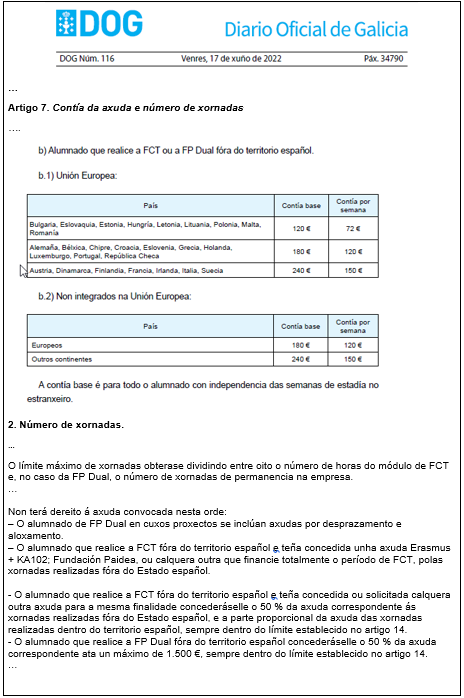 DOG Diario Oficial de Galicia
DOG Núm. 116 Venres, 17 de xuño de 2022 Páx. 34790
...
Artigo 7. Contía da axuda e número de xornadas
....
b) Alumnado que realice a FCT ou a FP Dual fóra do territorio español.
b.1) Unión Europea:
País Contía base Contía por
semana
Bulgaria, Eslovaquia, Estonia, Hungría, Letonia, Lituania, Polonia, Malta,
Romanía 120 € 72 €
Alemaña, Bélxica, Chipre, Croacia, Eslovenia, Grecia, Holanda,
Luxemburgo, Portugal, República Checa 180 € 120 €
Austria, Dinamarca, Finlandia, Francia, Irlanda, Italia, Suecia 240 € 150 €
b.2) Non integrados na Unión Europea:
País Contía base Contía por
semana
Europeos 180 € 120 €
Outros continentes 240 € 150 €
A contía base é para todo o alumnado con independencia das semanas de estadía no
estranxeiro.
2. Número de xornadas.
...
O límite máximo de xornadas obterase dividindo entre oito o número de horas do módulo de FCT
e, no caso da FP Dual, o número de xornadas de permanencia na empresa.
...
Non terá dereito á axuda convocada nesta orde:
– O alumnado de FP Dual en cuxos proxectos se inclúan axudas por desprazamento e
aloxamento.
– O alumnado que realice a FCT fóra do territorio español e teña concedida unha axuda Erasmus
+ KA102; Fundación Paidea, ou calquera outra que financie totalmente o período de FCT, polas
xornadas realizadas fóra do Estado español.
- O alumnado que realice a FCT fóra do territorio español e teña concedida ou solicitada calquera
outra axuda para a mesma finalidade concederáselle o 50 % da axuda correspondente ás
xornadas realizadas fóra do Estado español, e a parte proporcional da axuda das xornadas
realizadas dentro do territorio español, sempre dentro do límite establecido no artigo 14.
- O alumnado que realice a FP Dual fóra do territorio español concederáselle o 50 % da axuda
correspondente ata un máximo de 1.500 €, sempre dentro do límite establecido no artigo 14.
...